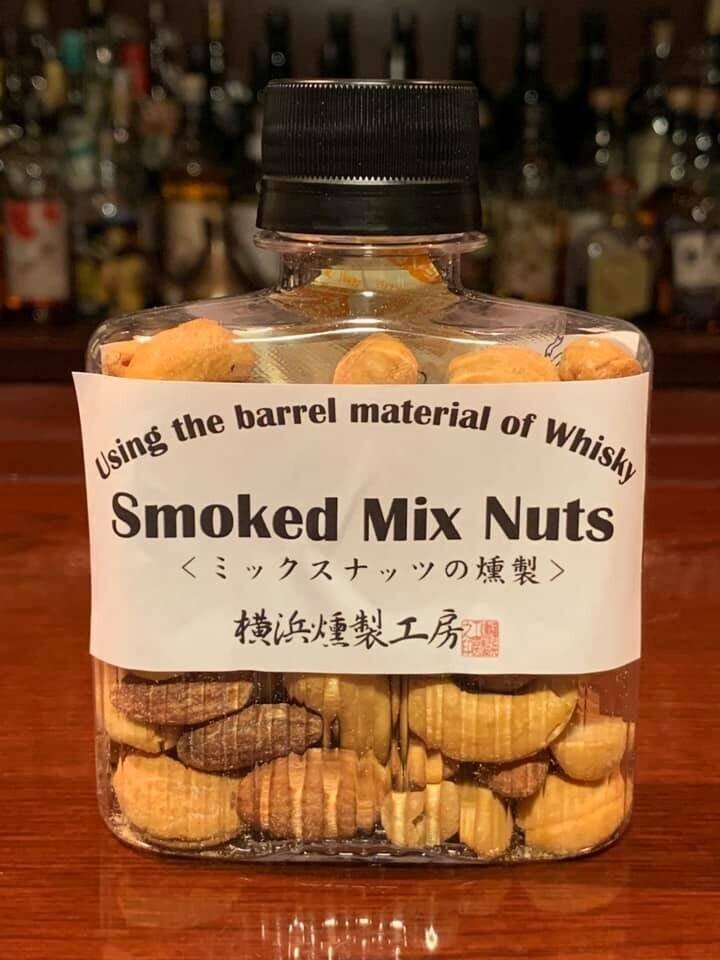 Using the barrel material of Whisky
Smoked Mix Nuts
＜ミックスナッツの燻製＞
横浜燻製工房